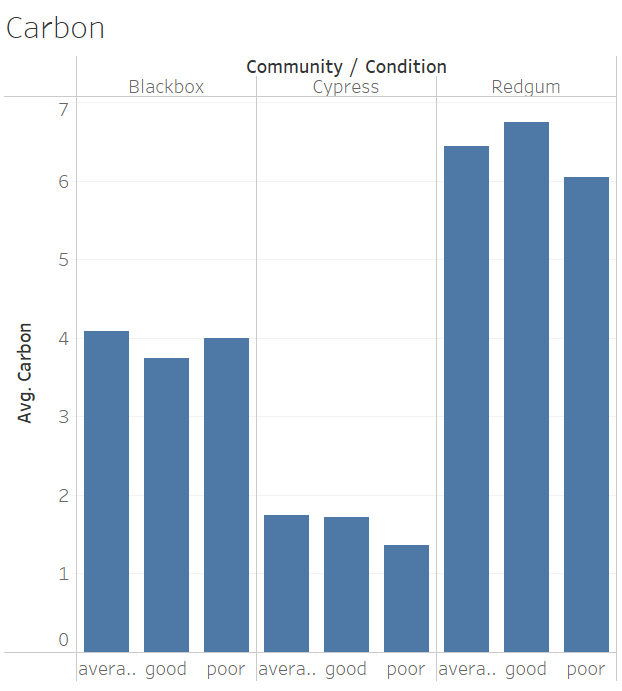 Carbon
Community / Condition
Blackbox Cypress Redgum
7
6
5
4
3
2
1
0
Avg. Carbon
avera.. good poor avera.. good poor avera.. good poor